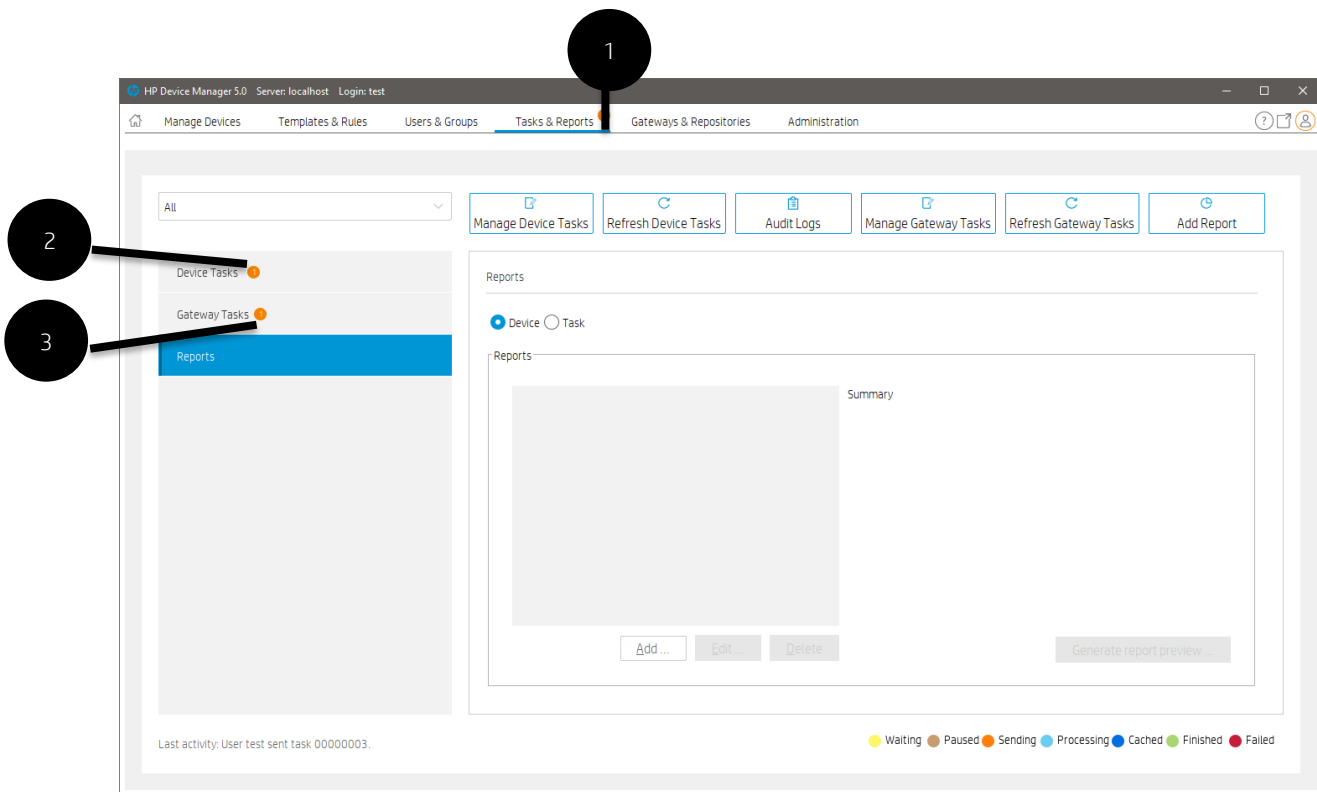 1
HP Device Manager 5.0 Server: localhost Login: test
Manage Devices Templates & Rules Users & Groups Tasks & Reports Gateways & Repositories Administration
?
All
Manage Device Tasks Refresh Device Tasks Audit Logs Manage Gateway Tasks Refresh Gateway Tasks Add Report
2
Device Tasks 1
Reports
Gateway Tasks 1
Device Task
3
Reports
Reports
Summary
Add ... Edit ... Delete
Generate report preview ...
Last activity: User test sent task 00000003.
Waiting Paused Sending Processing Cached Finished Failed